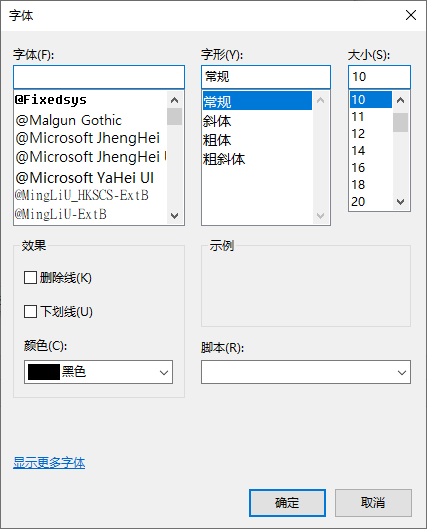 字体
字体(F):
字形(Y):
大小(S):
常规
10
@Fixedsys
@Malgun Gothic
@Microsoft JhengHei
@Microsoft JhengHei
@Microsoft YaHei UI
@MingLiU_HKSCS-ExtB
@MingLiU-ExtB
常规
斜体
粗体
粗斜体
10
11
12
14
16
18
20
效果
删除线(K)
下划线(U)
颜色(C):
黑色
示例
脚本(R):
显示更多字体
确定
取消